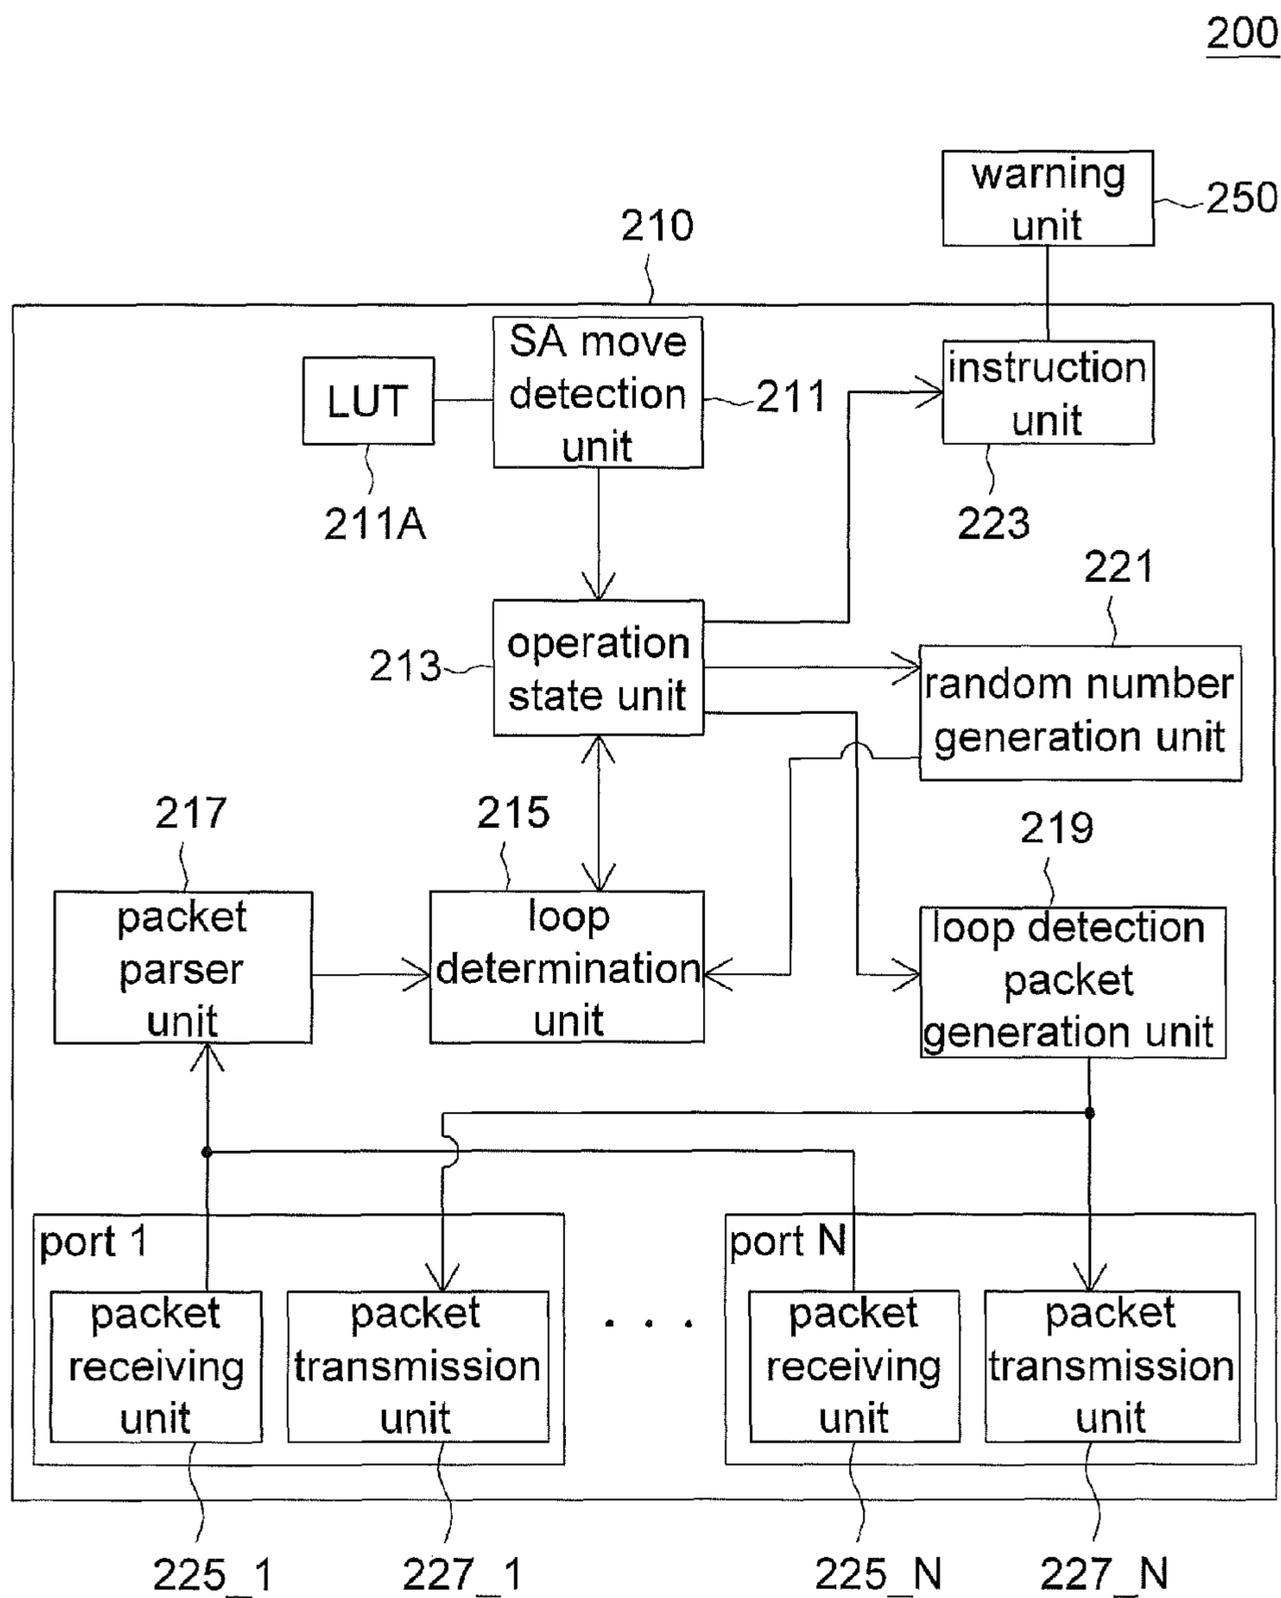 200
warning
unit
250
210
SA move
detection
unit
211
LUT
211A
instruction
unit
223
221
operation
state unit
213
random number
generation unit
217
215
219
packet
parser
unit
loop
determination
unit
loop detection
packet
generation unit
port 1
port N
packet
receiving
unit
packet
transmission
unit
. . .
packet
receiving
unit
packet
transmission
unit
225_1
227_1
225_N
227_N